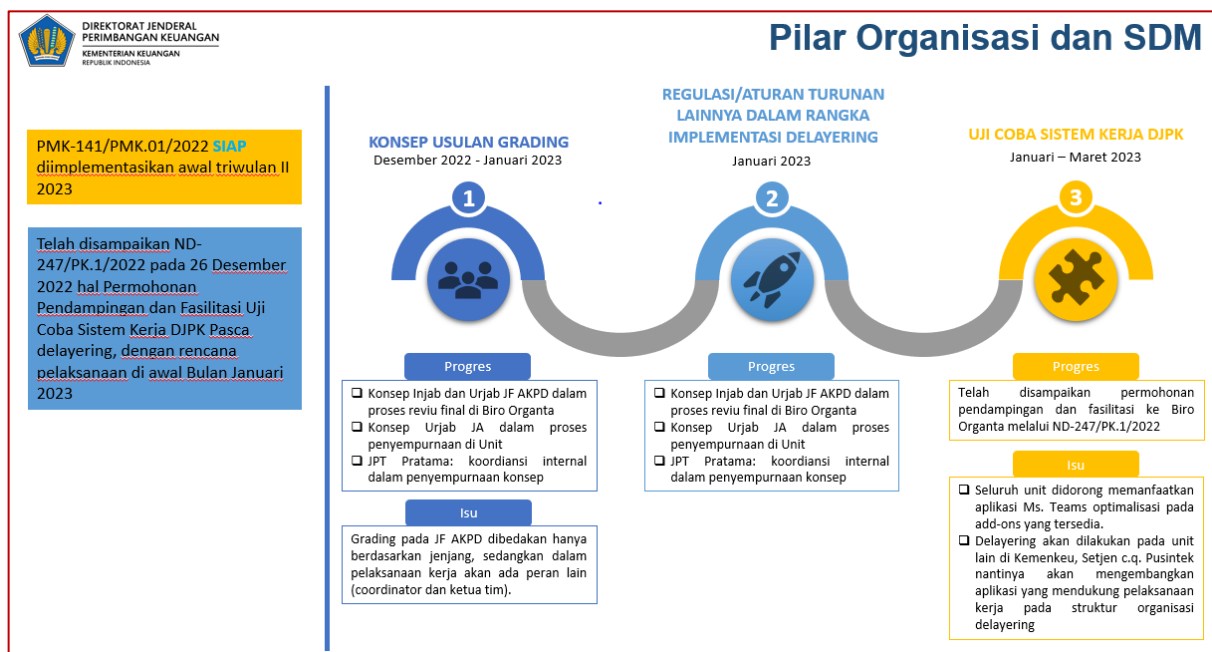 DIREKTORAT JENDERAL
PERIMBANGAN KEUANGAN
KEMENTERIAN KEUANGAN
REPUBLIK INDONESIA
Pilar Organisasi dan SDM
PMK-141/PMK.01/2022 SIAP
diimplementasikan awal triwulan II
2023
Telah disampaikan ND-
247/PK.1/2022 pada 26 Desember
2022 hal Permohonan
Pendampingan dan Fasilitasi Uji
Coba Sistem Kerja DJPK Pasca
delayering, dengan rencana
pelaksanaan di awal Bulan Januari
2023
KONSEP USULAN GRADING
Desember 2022 - Januari 2023
1
Progres
Konsep Injab dan Urjab JF AKPD dalam
proses reviu final di Biro Organta
Konsep Urjab JA dalam proses
penyempurnaan di Unit
JPT Pratama: koordiansi internal
dalam penyempurnaan konsep
Isu
Grading pada JF AKPD dibedakan hanya
berdasarkan jenjang, sedangkan dalam
pelaksanaan kerja akan ada peran lain
(coordinator dan ketua tim).
REGULASI/ATURAN TURUNAN
LAINNYA DALAM RANGKA
IMPLEMENTASI DELAYERING
Januari 2023
2
Progres
Konsep Injab dan Urjab JF AKPD dalam
proses reviu final di Biro Organta
Konsep Urjab JA dalam proses
penyempurnaan di Unit
JPT Pratama: koordiansi internal
dalam penyempurnaan konsep
UJI COBA SISTEM KERJA DJPK
Januari – Maret 2023
3
Progres
Telah disampaikan permohonan
pendampingan dan fasilitasi ke Biro
Organta melalui ND-247/PK.1/2022
Isu
Seluruh unit didorong memanfaatkan
aplikasi Ms. Teams optimalisasi pada
add-ons yang tersedia.
Delayering akan dilakukan pada unit
lain di Kemenkeu, Setjen c.q. Pusintek
nantinya akan mengembangkan
aplikasi yang mendukung pelaksanaan
kerja pada struktur organisasi
delayering